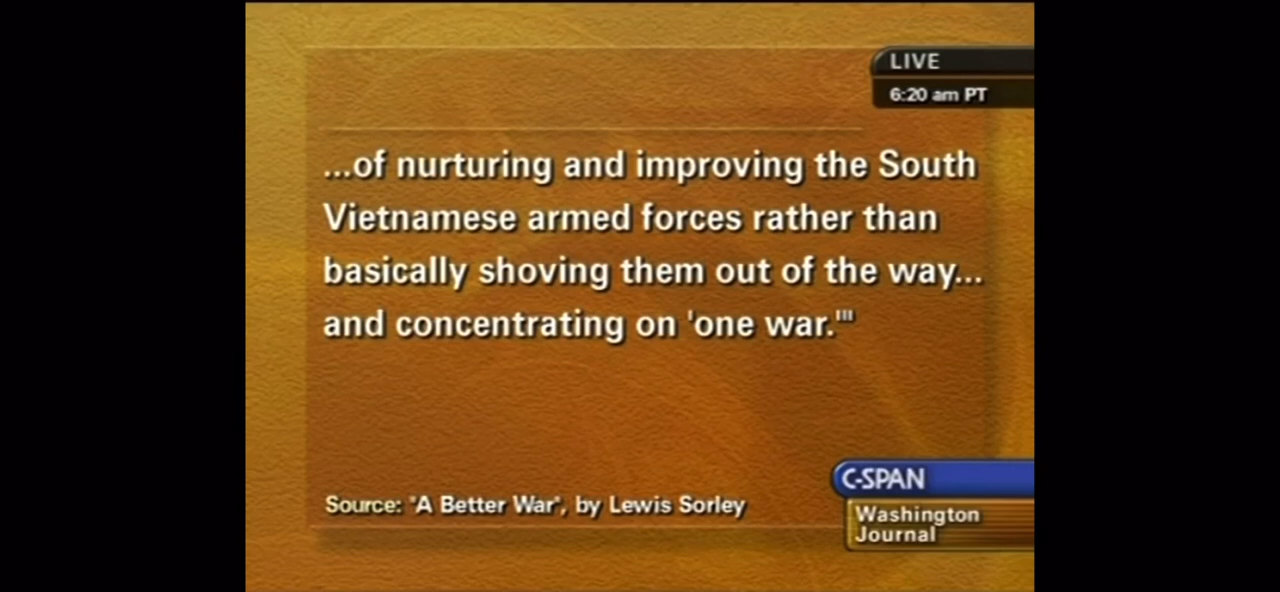 LIVE
6:20 am PT
...of nurturing and improving the South
Vietnamese armed forces rather than
basically shoving them out of the way...
and concentrating on 'one war.'"
Source: "A Better War", by Lewis Sorley
C-SPAN
Washington
Journal